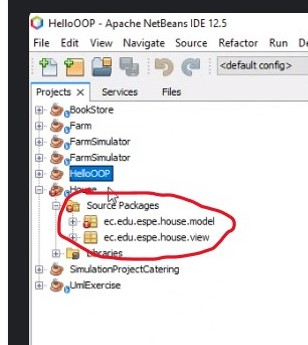 HelloOOP - Apache NetBeans IDE 12.5
File Edit View Navigate Source Refactor Run
<default config>
Projects Services Files
BookStore
Farm
FarmSimulator
FarmSimulator
HelloOOP
House
Source Packages
ec.edu.espe.house.model
ec.edu.espe.house.view
Libraries
SimulationProjectCatering
UmlExercise